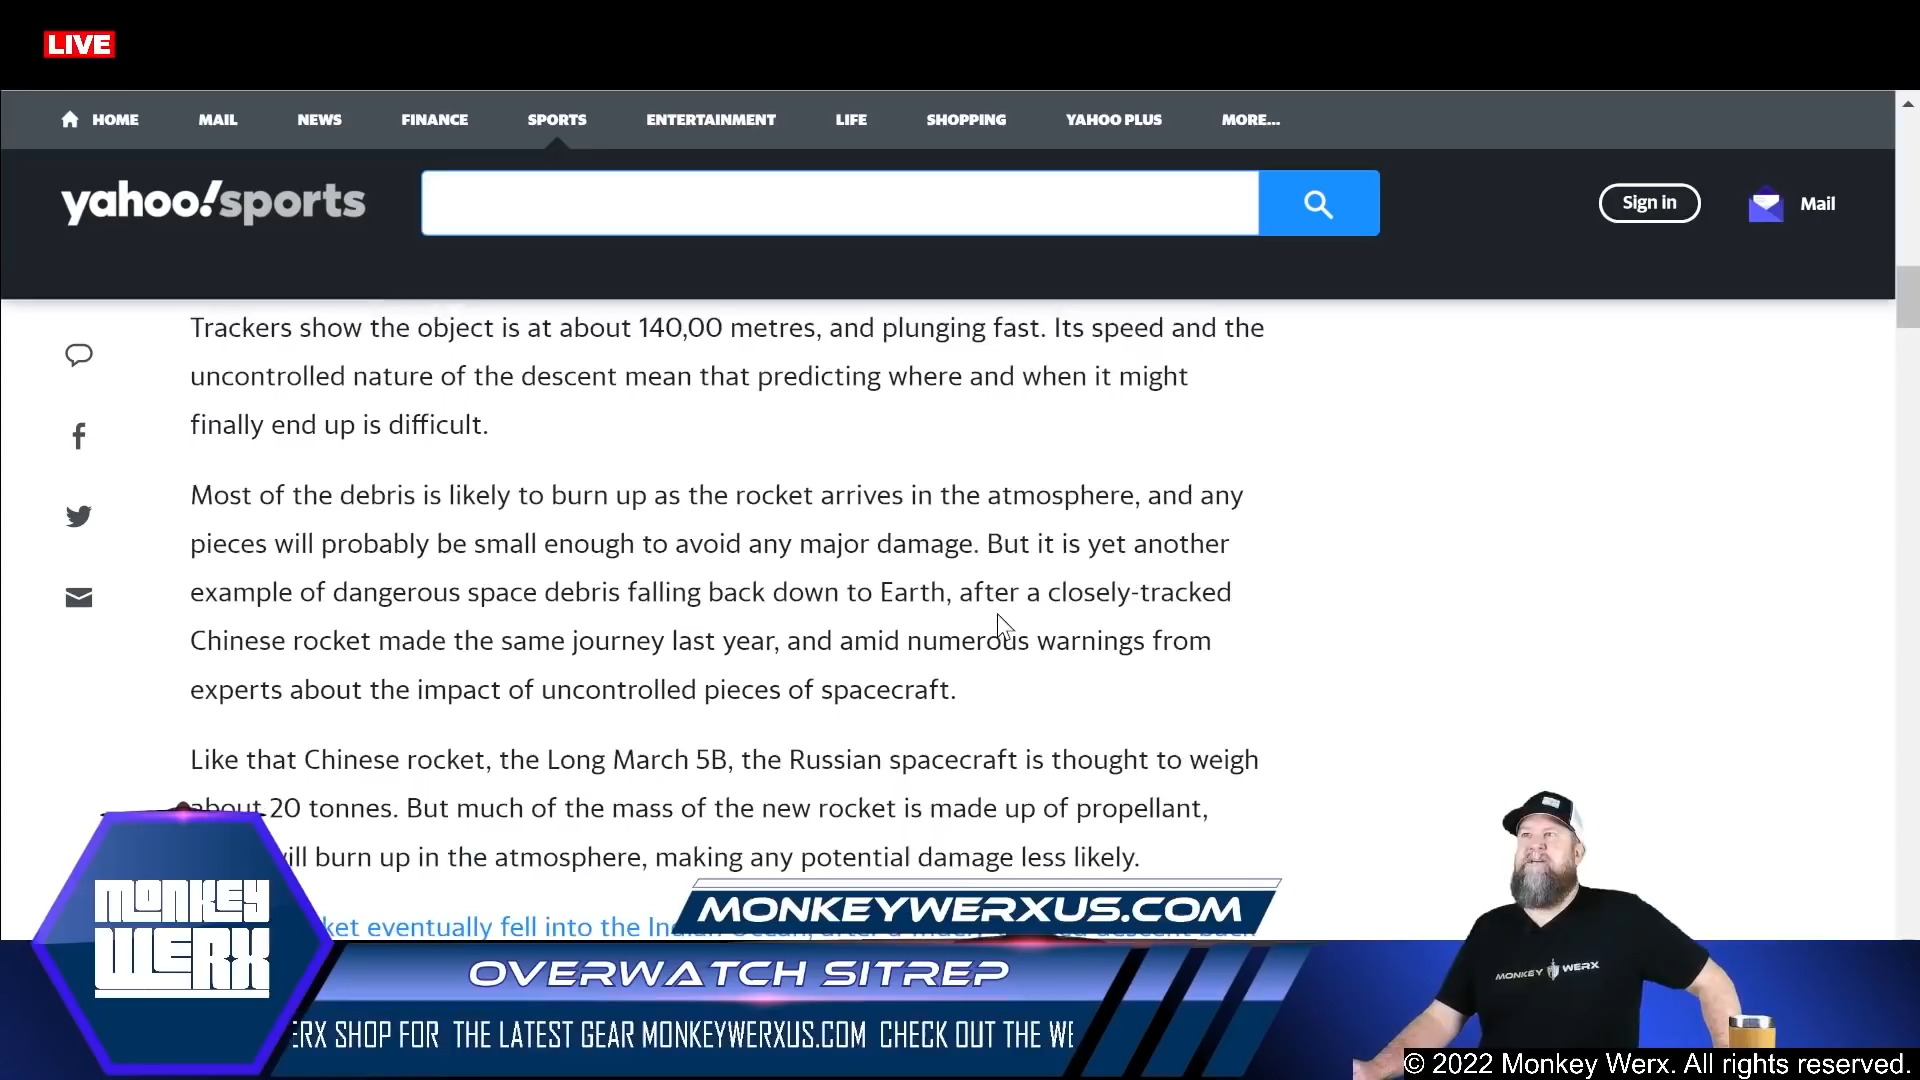 LIVE
HOME MAIL NEWS FINANCE SPORTS ENTERTAINMENT LIFE SHOPPING YAHOO PLUS MORE...
yahoo!sports
Sign in
Mail
Trackers show the object is at about 140,00 metres, and plunging fast. Its speed and the
uncontrolled nature of the descent mean that predicting where and when it might
finally end up is difficult.
Most of the debris is likely to burn up as the rocket arrives in the atmosphere, and any
pieces will probably be small enough to avoid any major damage. But it is yet another
example of dangerous space debris falling back down to Earth, after a closely-tracked
Chinese rocket made the same journey last year, and amid numerous warnings from
experts about the impact of uncontrolled pieces of spacecraft.
Like that Chinese rocket, the Long March 5B, the Russian spacecraft is thought to weigh
about 20 tonnes. But much of the mass of the new rocket is made up of propellant,
will burn up in the atmosphere, making any potential damage less likely.
eventually fell into the
MONKEYWERXUS.COM
MONKEY
WERX
OVERWATCH SITREP
ERX SHOP FOR THE LATEST GEAR MONKEYWERXUS.COM CHECK OUT THE WE
MONKEY WERX
© 2022 Monkey Werx. All rights reserved.